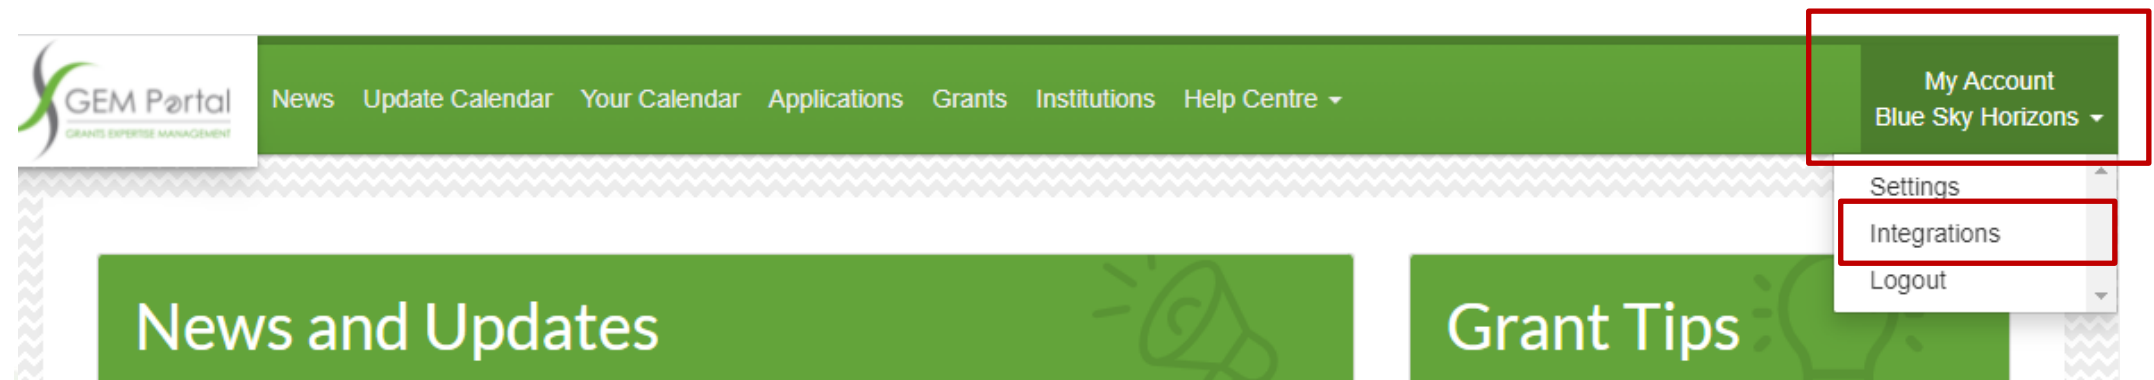 GEM Portal
GRANTS EXPERTISE MANAGEMENT
News Update Calendar Your Calendar Applications Grants Institutions Help Centre
My Account
Blue Sky Horizons
Settings
Integrations
Logout
News and Updates
Grant Tips